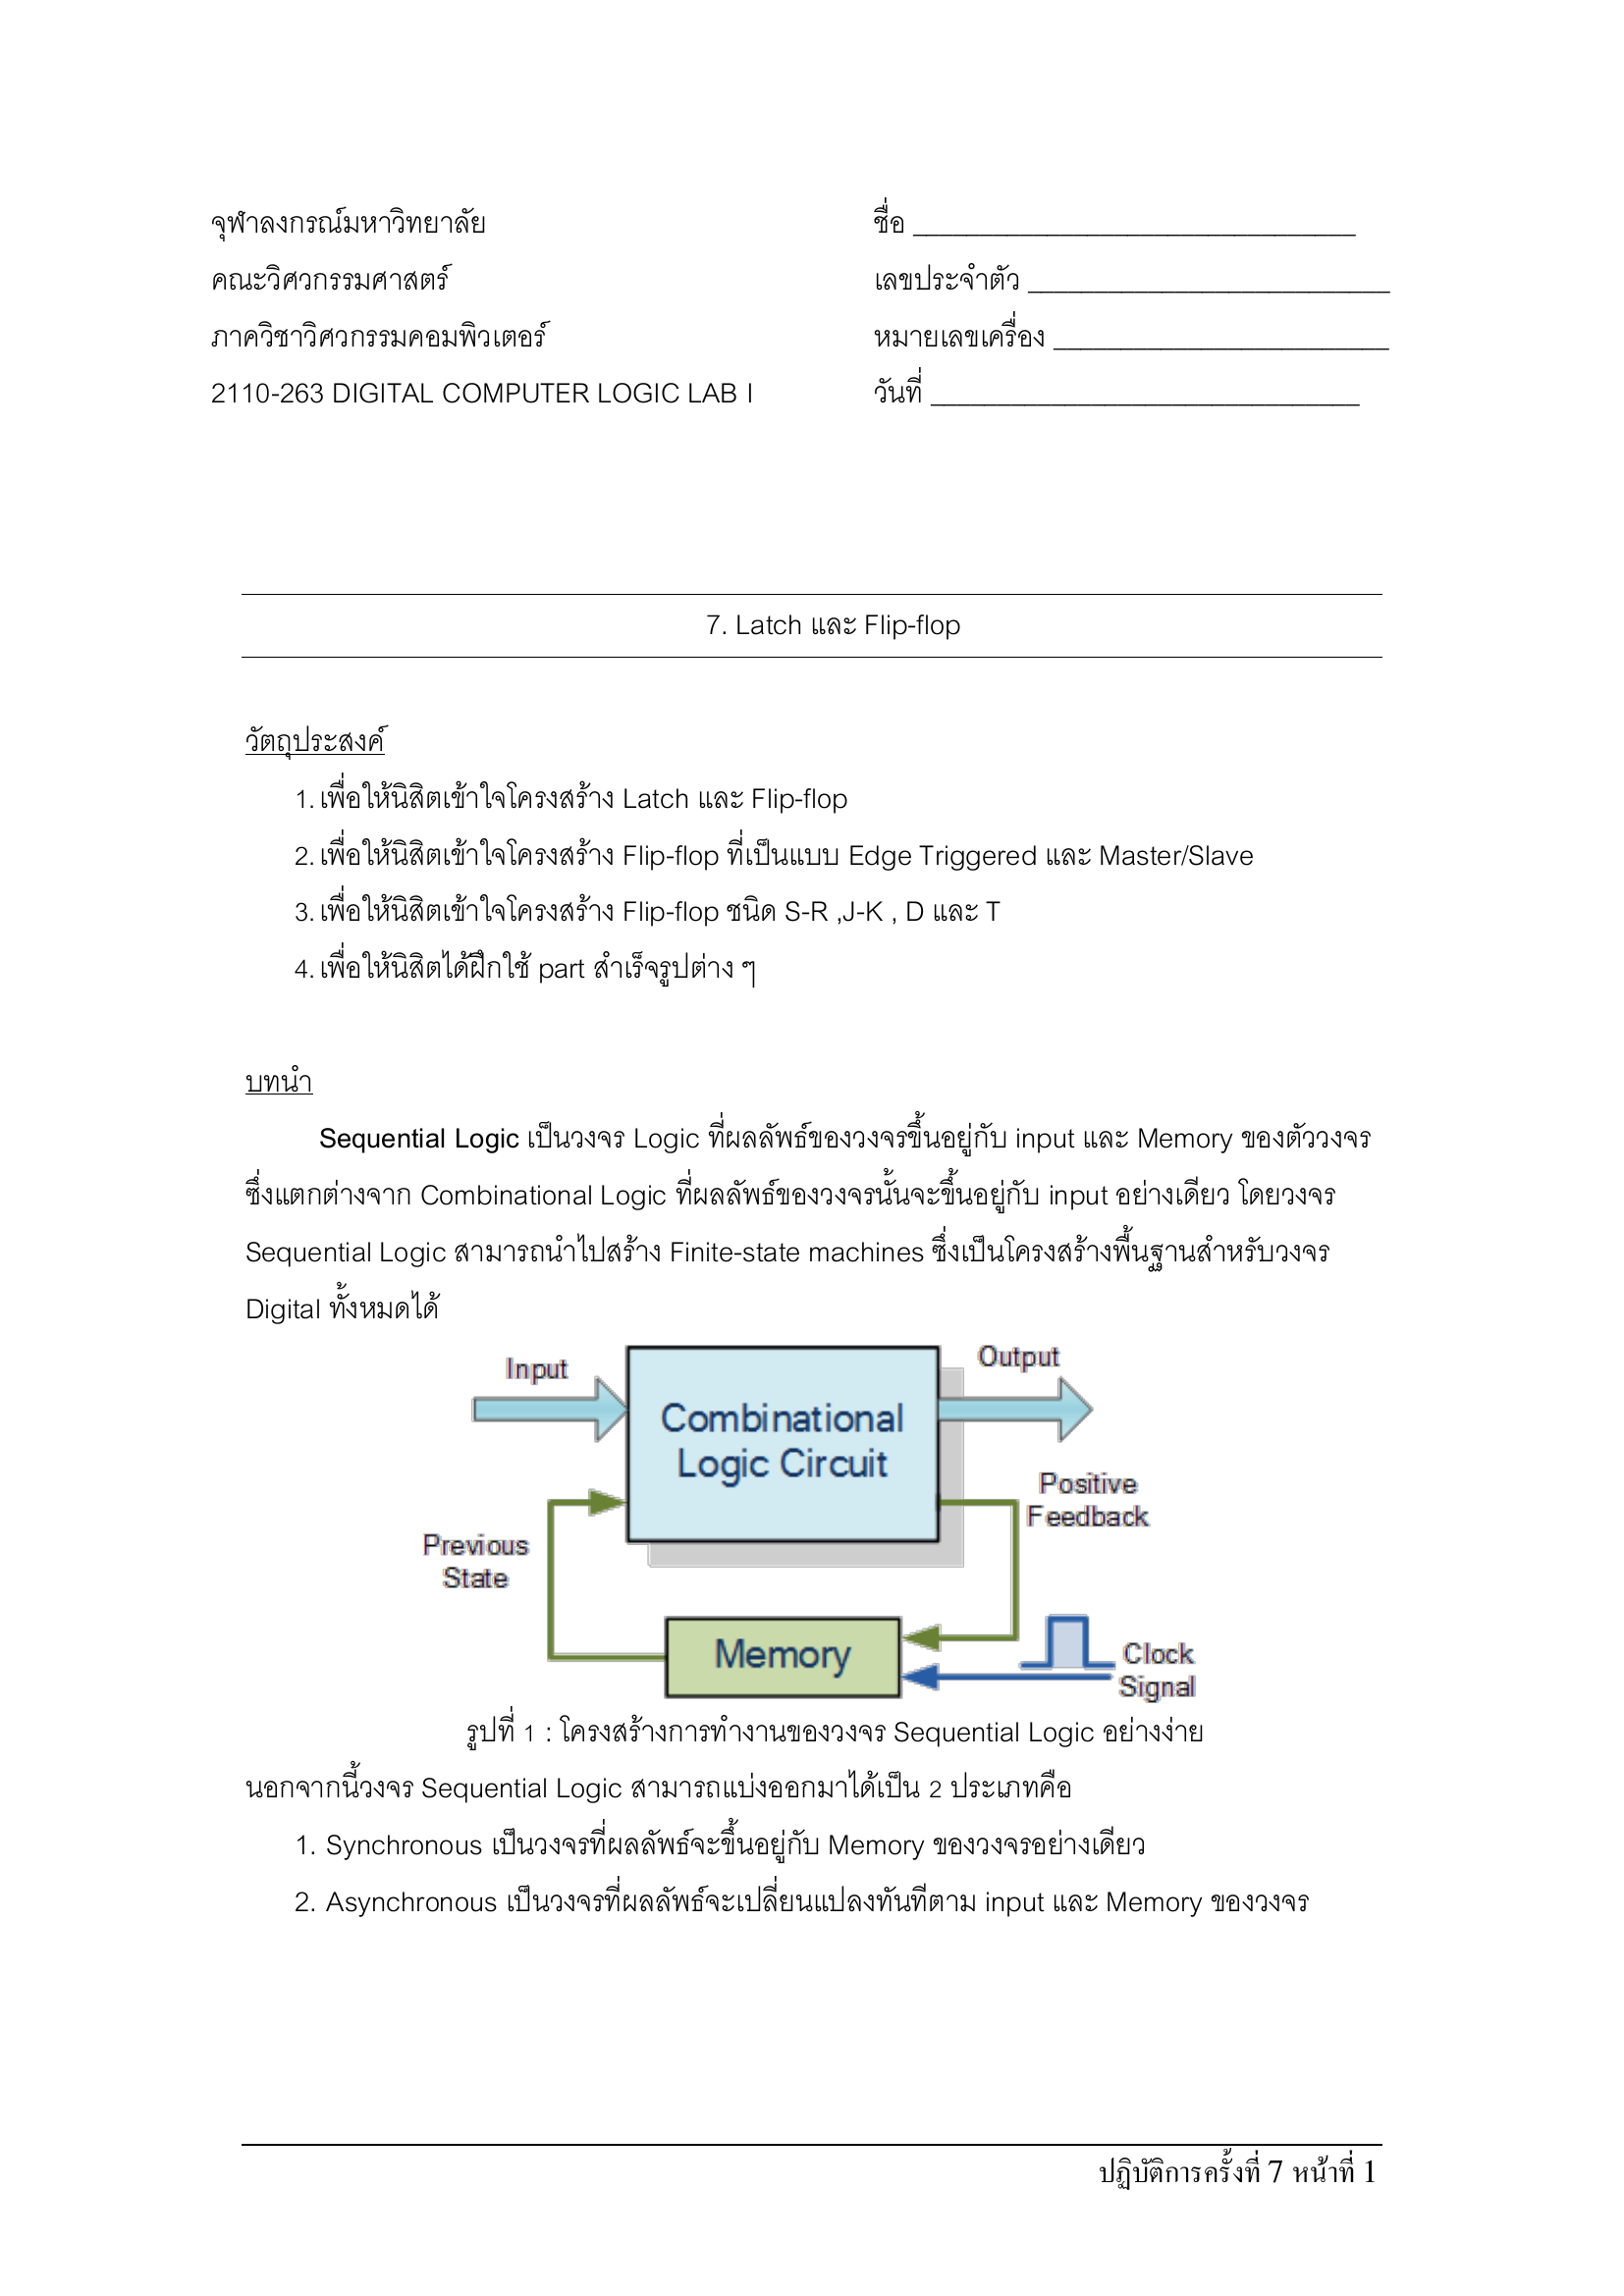 จุฬาลงกรณ์มหาวิทยาลัย
ชื่อ ________________________________
คณะวิศวกรรมศาสตร์
เลขประจำตัว __________________________
ภาควิชาวิศวกรรมคอมพิวเตอร์
หมายเลขเครื่อง ________________________
2110-263 DIGITAL COMPUTER LOGIC LAB I
วันที่ _______________________________
7. Latch และ Flip-flop
วัตถุประสงค์
1. เพื่อให้นิสิตเข้าใจโครงสร้าง Latch และ Flip-flop
2. เพื่อให้นิสิตเข้าใจโครงสร้าง Flip-flop ที่เป็นแบบ Edge Triggered และ Master/Slave
3. เพื่อให้นิสิตเข้าใจโครงสร้าง Flip-flop ชนิด S-R ,J-K , D และ T
4. เพื่อให้นิสิตได้ฝึกใช้ part สำเร็จรูปต่าง ๆ
บทนำ
Sequential Logic เป็นวงจร Logic ที่ผลลัพธ์ของวงจรขึ้นอยู่กับ input และ Memory ของตัววงจร
ซึ่งแตกต่างจาก Combinational Logic ที่ผลลัพธ์ของวงจรนั้นจะขึ้นอยู่กับ input อย่างเดียว โดยวงจร
Sequential Logic สามารถนำไปสร้าง Finite-state machines ซึ่งเป็นโครงสร้างพื้นฐานสำหรับวงจร
Digital ทั้งหมดได้
Input
Output
Combinational
Logic Circuit
Positive
Feedback
Previous
State
Memory
Clock
Signal
รูปที่ 1 : โครงสร้างการทำงานของวงจร Sequential Logic อย่างง่าย
นอกจากนี้วงจร Sequential Logic สามารถแบ่งออกมาได้เป็น 2 ประเภทคือ
1. Synchronous เป็นวงจรที่ผลลัพธ์จะขึ้นอยู่กับ Memory ของวงจรอย่างเดียว
2. Asynchronous เป็นวงจรที่ผลลัพธ์จะเปลี่ยนแปลงทันทีตาม input และ Memory ของวงจร
ปฏิบัติการครั้งที่ 7 หน้าที่ 1